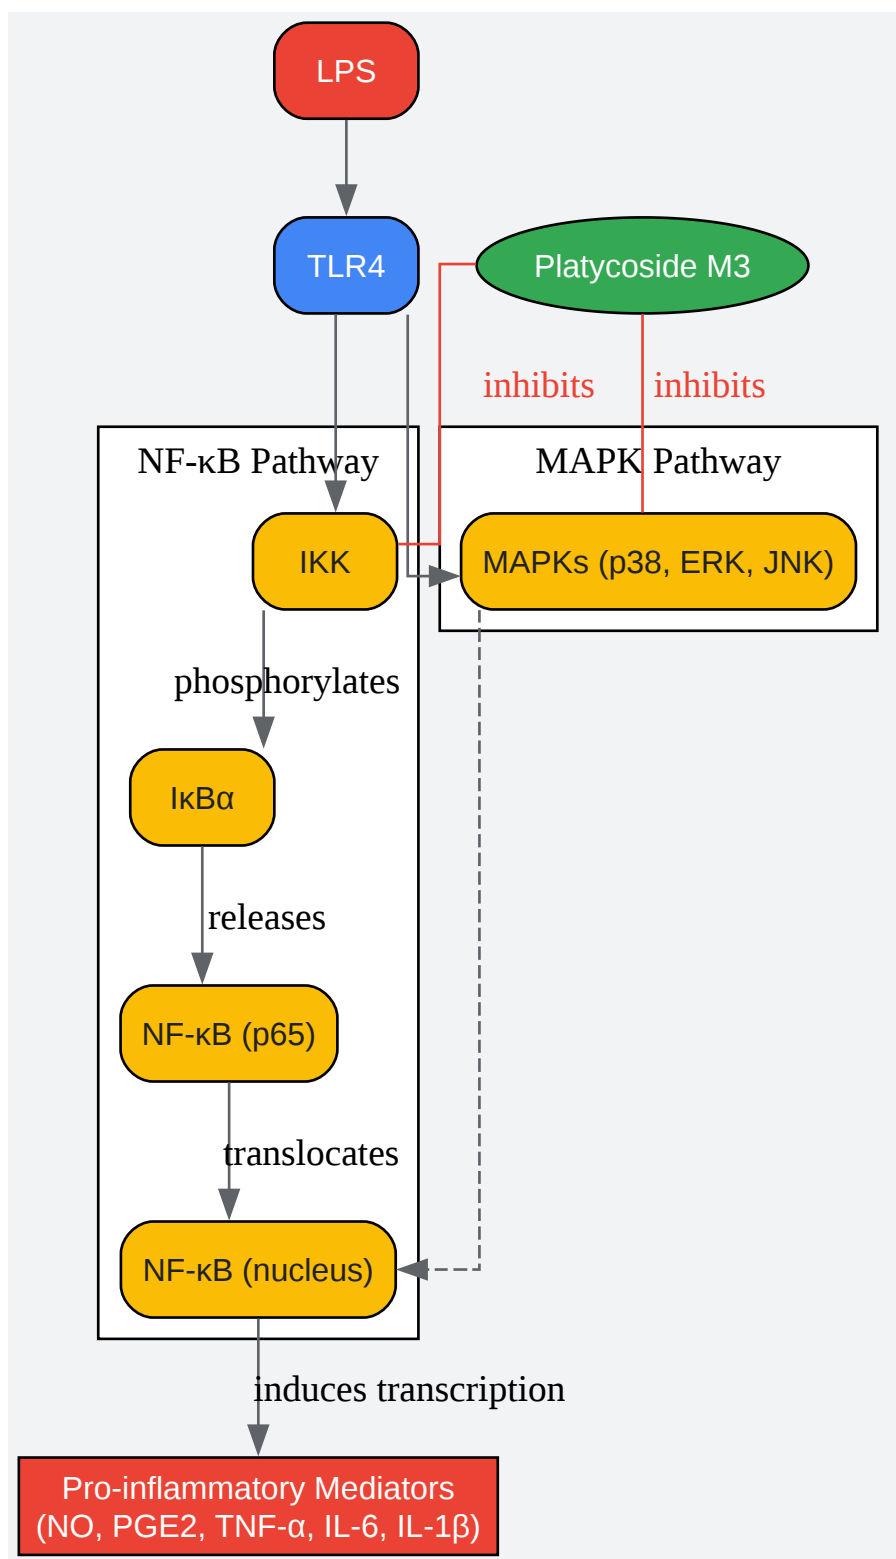 LPS
TLR4
Platycoside M3
inhibits
inhibits
NF-κB Pathway
MAPK Pathway
IKK
MAPKs (p38, ERK, JNK)
phosphorylates
IκBα
releases
NF-κB (p65)
translocates
NF-κB (nucleus)
induces transcription
Pro-inflammatory Mediators
(NO, PGE2, TNF-α, IL-6, IL-1β)